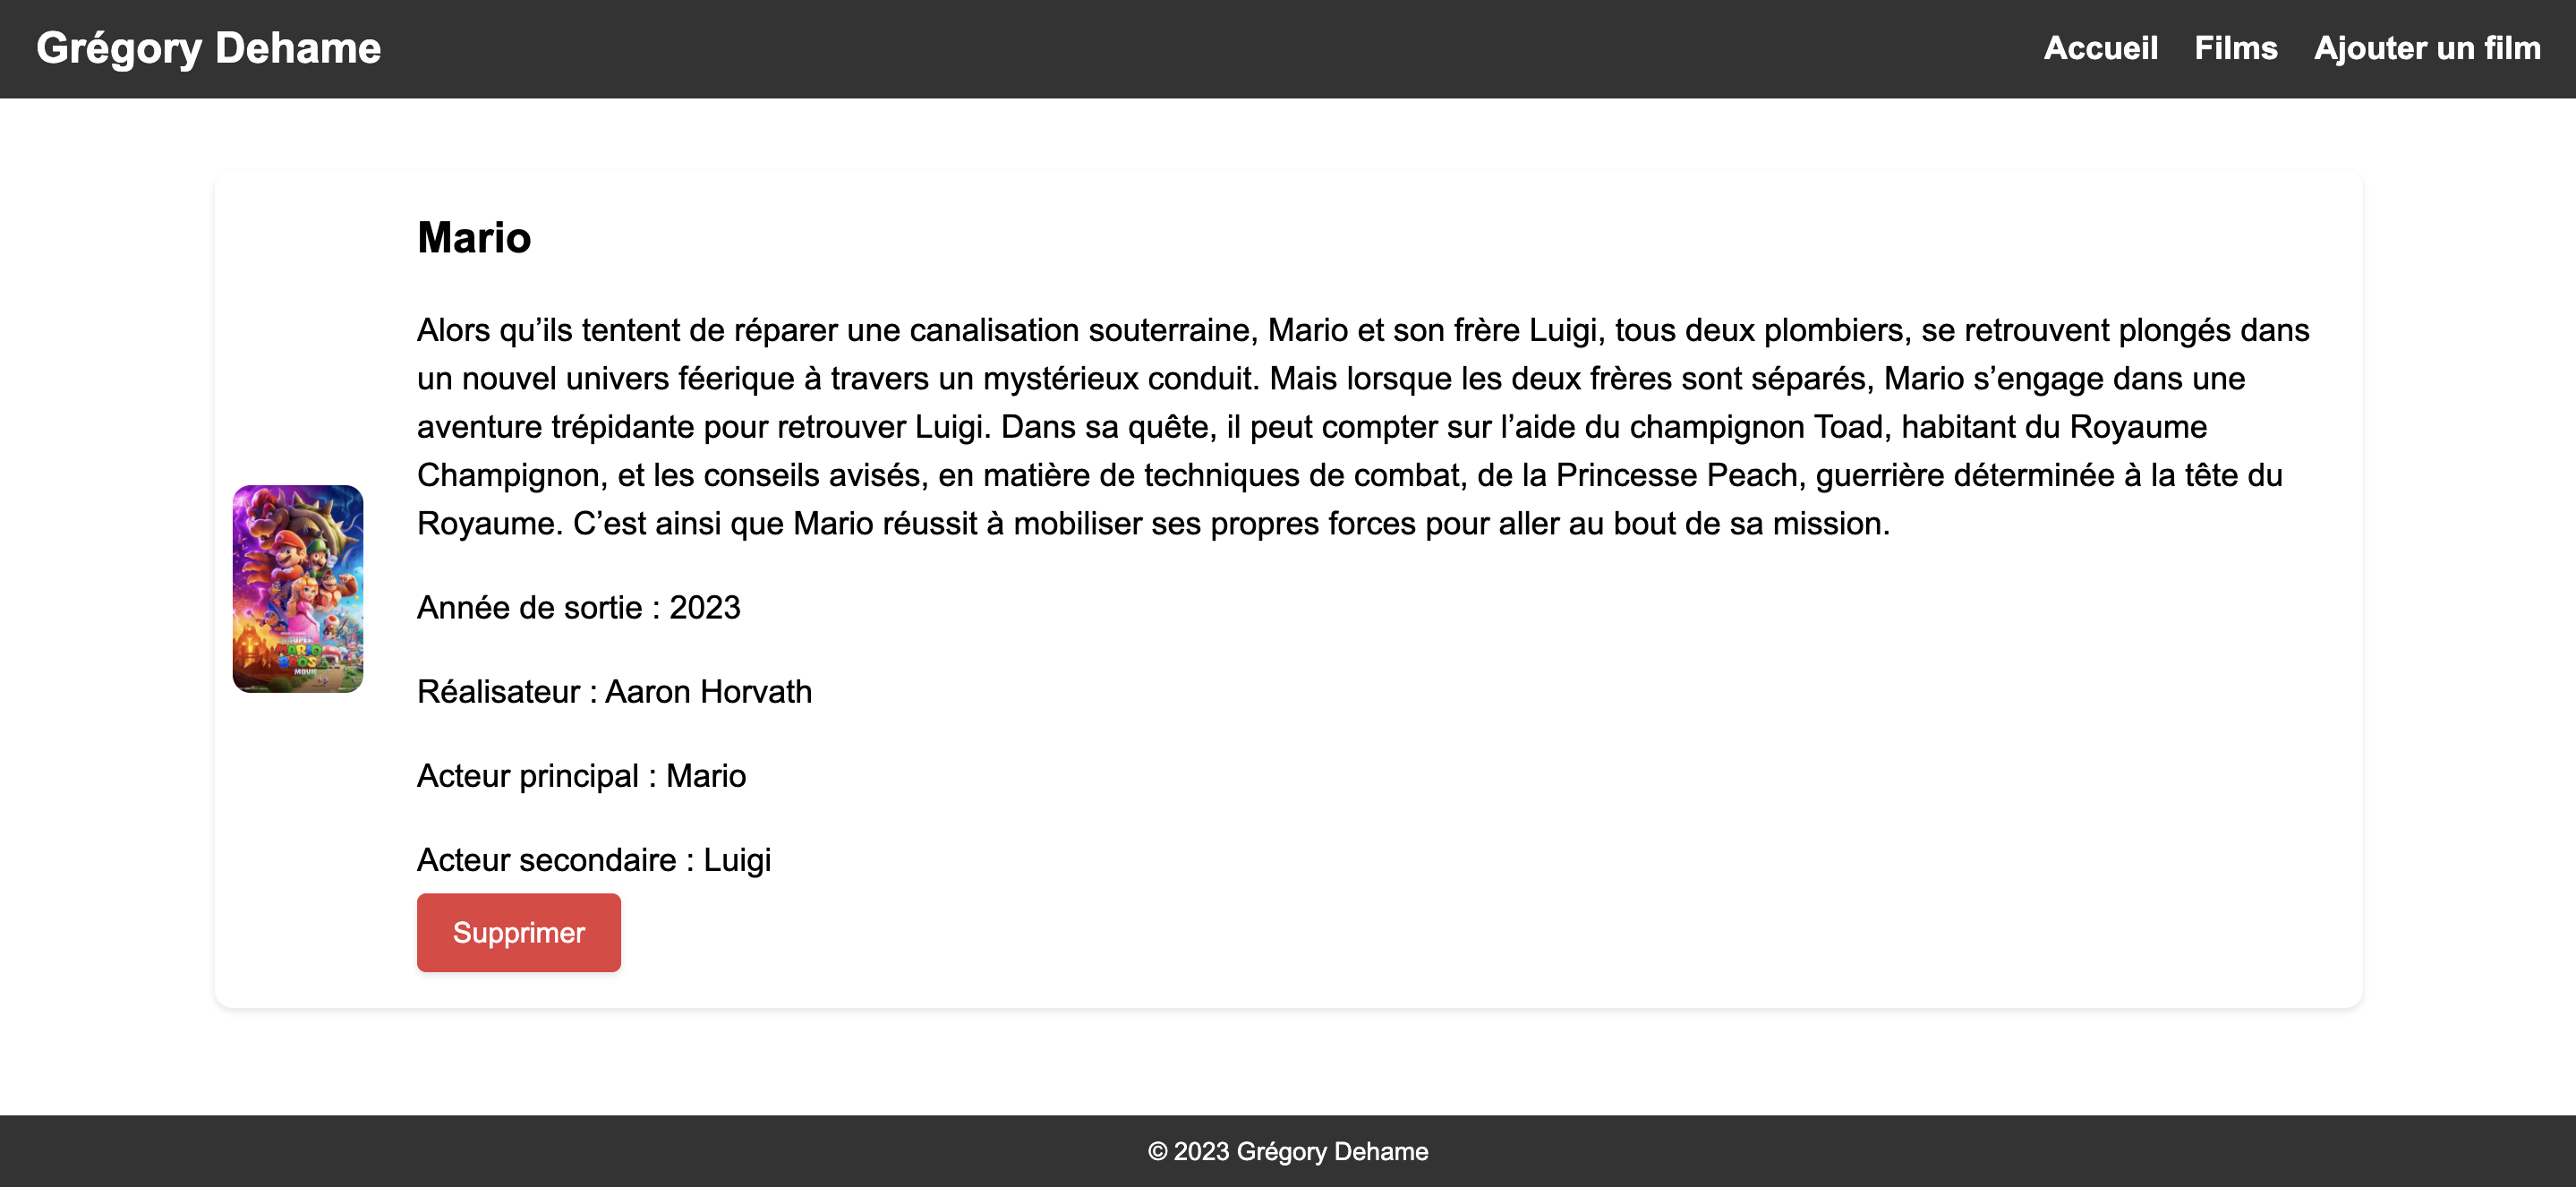 Grégory Dehame
Accueil Films Ajouter un film
Mario
Alors qu’ils tentent de réparer une canalisation souterraine, Mario et son frère Luigi, tous deux plombiers, se retrouvent plongés dans
un nouvel univers féerique à travers un mystérieux conduit. Mais lorsque les deux frères sont séparés, Mario s’engage dans une
aventure trépidante pour retrouver Luigi. Dans sa quête, il peut compter sur l’aide du champignon Toad, habitant du Royaume
Champignon, et les conseils avisés, en matière de techniques de combat, de la Princesse Peach, guerrière déterminée à la tête du
Royaume. C’est ainsi que Mario réussit à mobiliser ses propres forces pour aller au bout de sa mission.
SUPER
MARIO
BROS
MOVIE
Année de sortie : 2023
Réalisateur : Aaron Horvath
Acteur principal : Mario
Acteur secondaire : Luigi
Supprimer
© 2023 Grégory Dehame